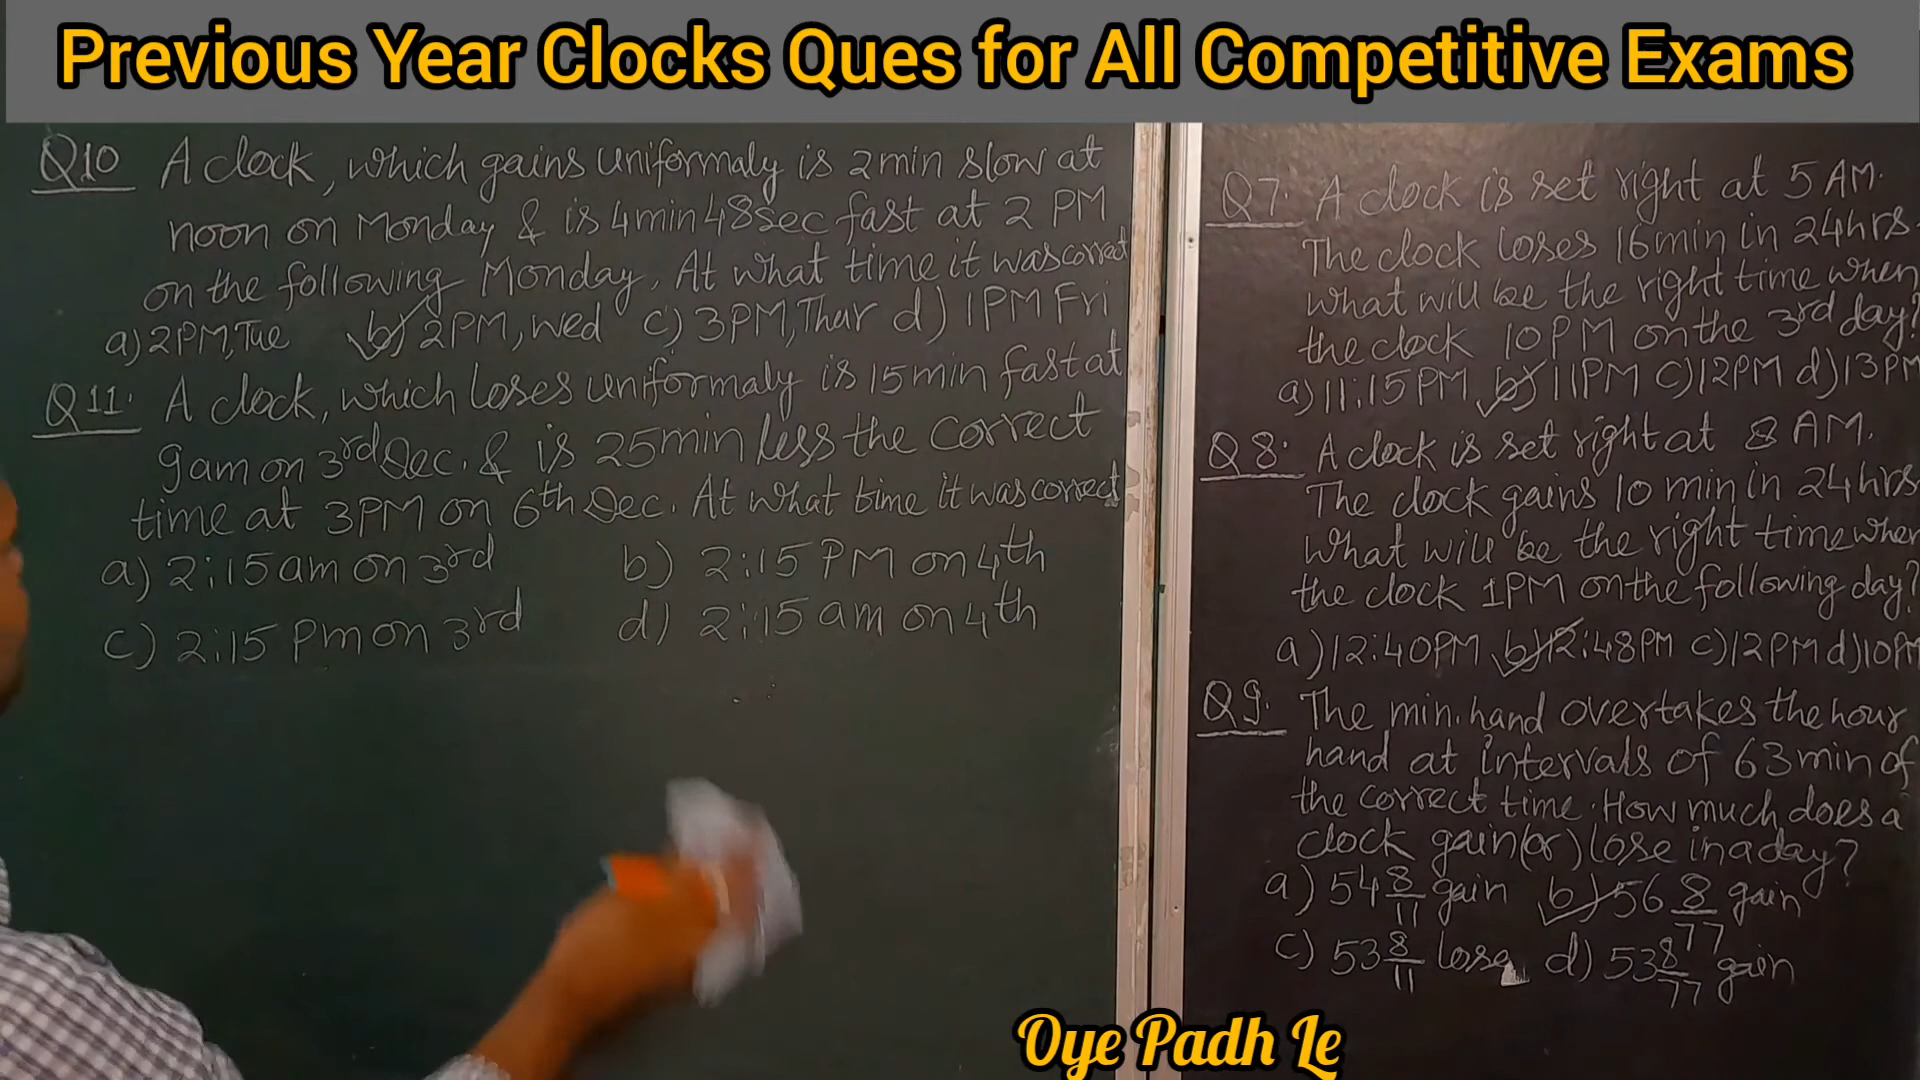 Previous Year Clocks Ques for All Competitive Exams
Q10 A clock, which gains uniformaly is 2min slow at
noon on Monday & is 4min 48sec fast at 2 PM
on the following Monday. At what time it was correct
a) 2PM, Tue b) 2PM, Wed c) 3PM, Thur d) 1PM Fri
Q11. A clock, which loses uniformaly is 15min fast at
9am on 3rd Dec. & is 25min less the correct
time at 3PM on 6th Dec. At what time it was correct
a) 2:15 am on 3rd b) 2:15 PM on 4th
c) 2:15 Pm on 3rd d) 2:15 am on 4th
Q7. A clock is set right at 5 AM.
The clock loses 16min in 24hrs.
what will be the right time when
the clock 10PM on the 3rd day?
a) 11:15PM b) 11PM c) 12PM d) 13PM
Q8. A clock is set right at 8 AM.
The clock gains 10 min in 24hrs
what will be the right time when
the clock 1PM on the following day?
a) 12:40PM b) 12:48PM c) 12PM d) 10PM
Q9. The min. hand overtakes the hour
hand at intervals of 63min of
the correct time. How much does a
clock gain (or) lose in a day?
a) 54 8/11 gain b) 56 8/77 gain
c) 53 8/11 lose d) 53 8/77 gain
Oye Padh Le